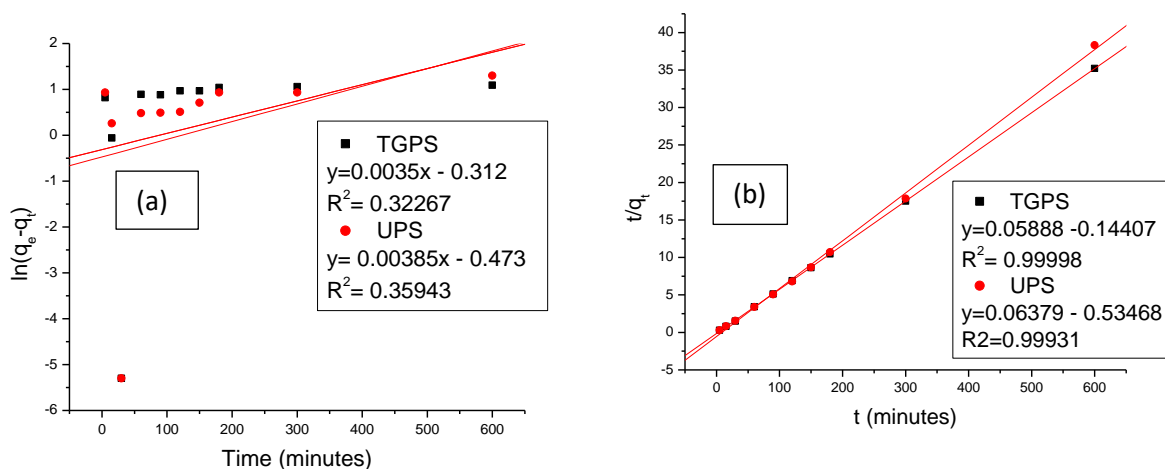 2
1
0
-1
-2
-3
-4
-5
-6
ln(qe-qt)
0 100 200 300 400 500 600
Time (minutes)
(a)
TGPS
y=0.0035x - 0.312
R2= 0.32267
UPS
y= 0.00385x - 0.473
R2= 0.35943
40
35
30
25
20
15
10
5
0
-5
t/qt
0 100 200 300 400 500 600
t (minutes)
(b)
TGPS
y=0.05888 -0.14407
R2= 0.99998
UPS
y=0.06379 - 0.53468
R2=0.99931